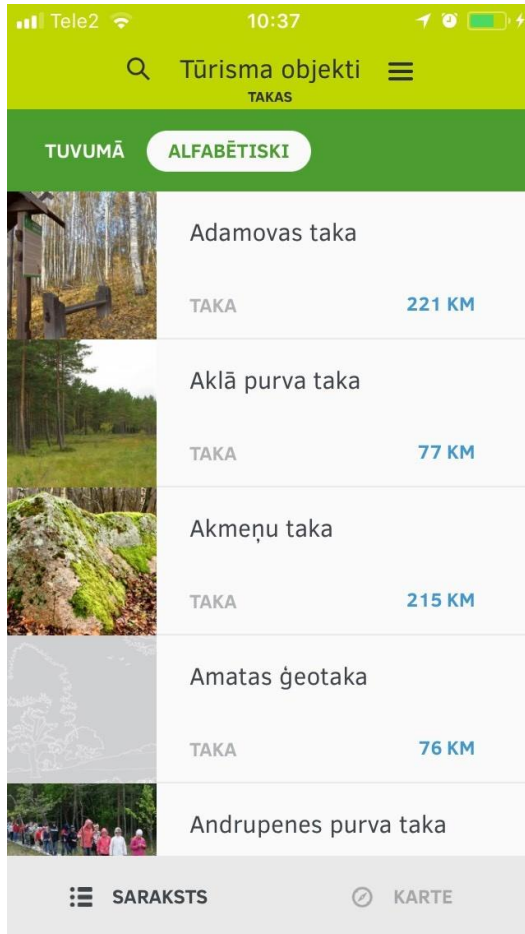 Tele2 10:37
Tūrisma objekti
TAKAS
TUVUMĀ ALFABĒTISKI
Adamovas taka
TAKA 221 KM
Aklā purva taka
TAKA 77 KM
Akmeņu taka
TAKA 215 KM
Amatas ģeotaka
TAKA 76 KM
Andrupenes purva taka
SARAKSTS KARTE